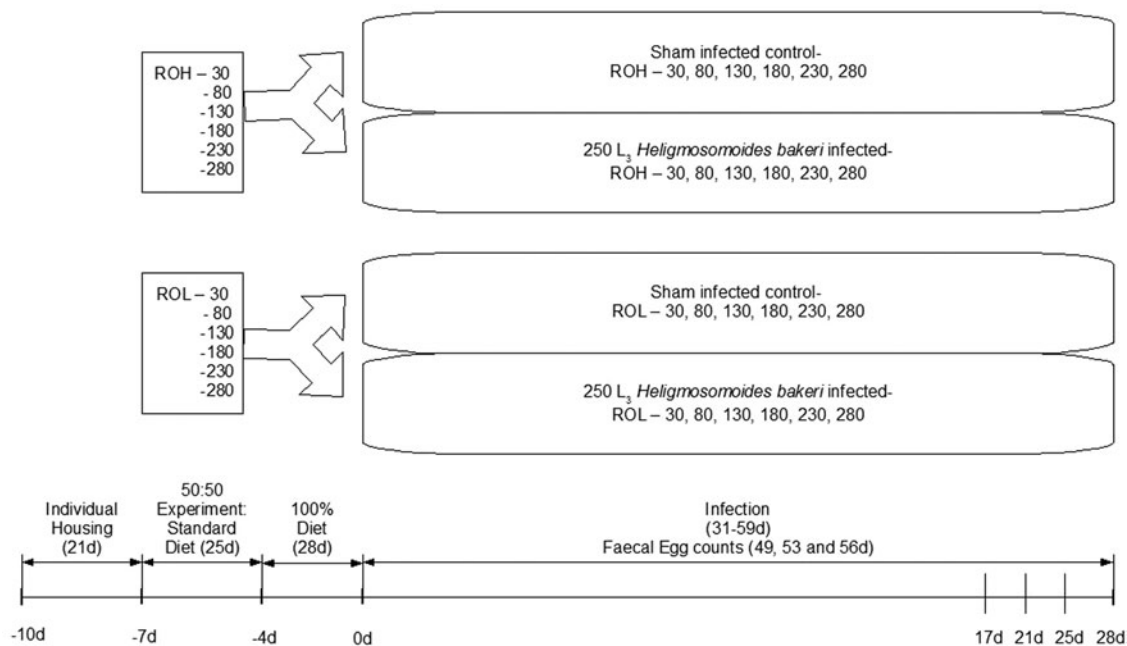 ROH – 30
- 80
-130
-180
-230
-280
Sham infected control-
ROH – 30, 80, 130, 180, 230, 280
250 L3 Heligmosomoides bakeri infected-
ROH – 30, 80, 130, 180, 230, 280
ROL – 30
- 80
-130
-180
-230
-280
Sham infected control-
ROL – 30, 80, 130, 180, 230, 280
250 L3 Heligmosomoides bakeri infected-
ROL – 30, 80, 130, 180, 230, 280
Individual
Housing
(21d)
50:50
Experiment:
Standard
Diet (25d)
100%
Diet
(28d)
Infection
(31-59d)
Faecal Egg counts (49, 53 and 56d)
-10d -7d -4d 0d 17d 21d 25d 28d